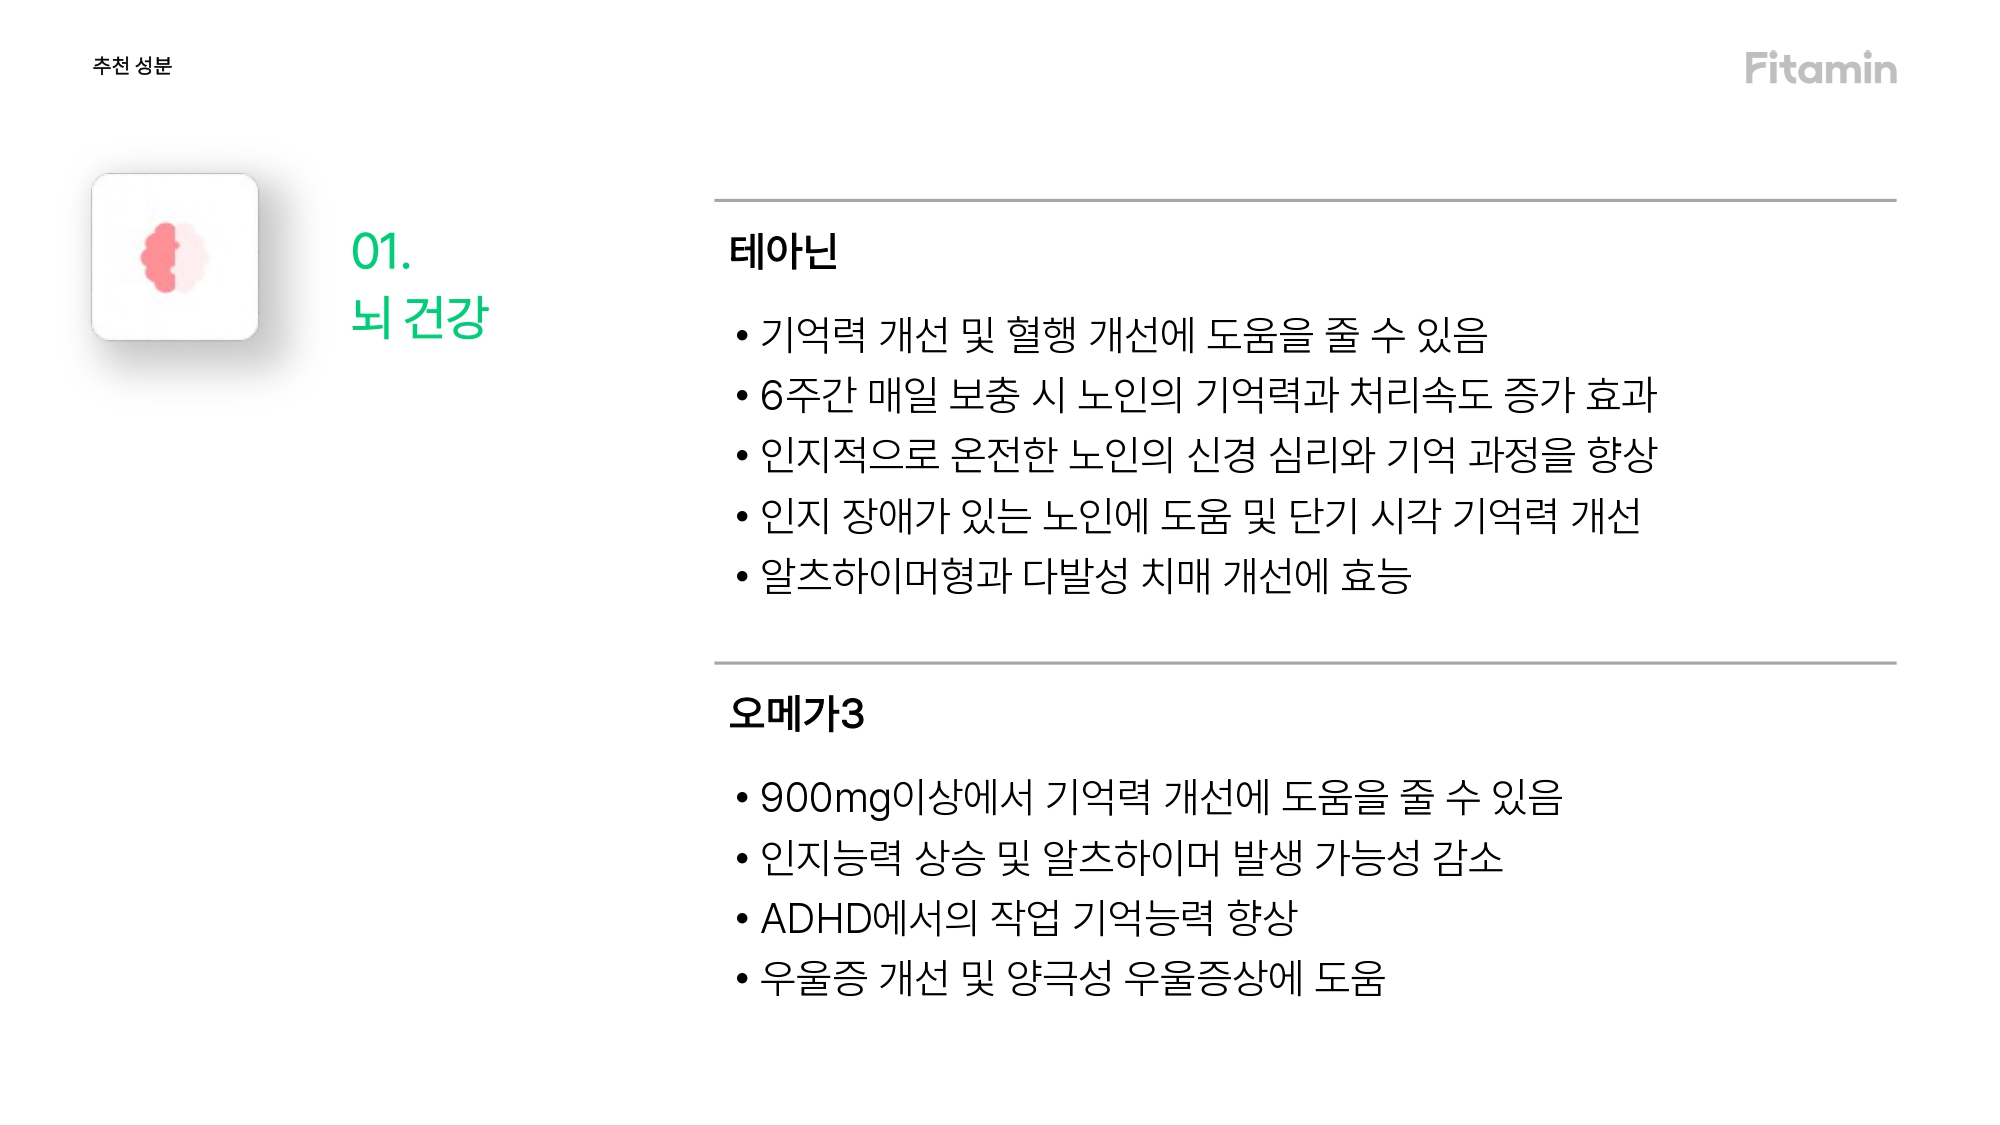 추천 성분
Fitamin
01.
뇌 건강
테아닌
• 기억력 개선 및 혈행 개선에 도움을 줄 수 있음
• 6주간 매일 보충 시 노인의 기억력과 처리속도 증가 효과
• 인지적으로 온전한 노인의 신경 심리와 기억 과정을 향상
• 인지 장애가 있는 노인에 도움 및 단기 시각 기억력 개선
• 알츠하이머형과 다발성 치매 개선에 효능
오메가3
• 900mg이상에서 기억력 개선에 도움을 줄 수 있음
• 인지능력 상승 및 알츠하이머 발생 가능성 감소
• ADHD에서의 작업 기억능력 향상
• 우울증 개선 및 양극성 우울증상에 도움